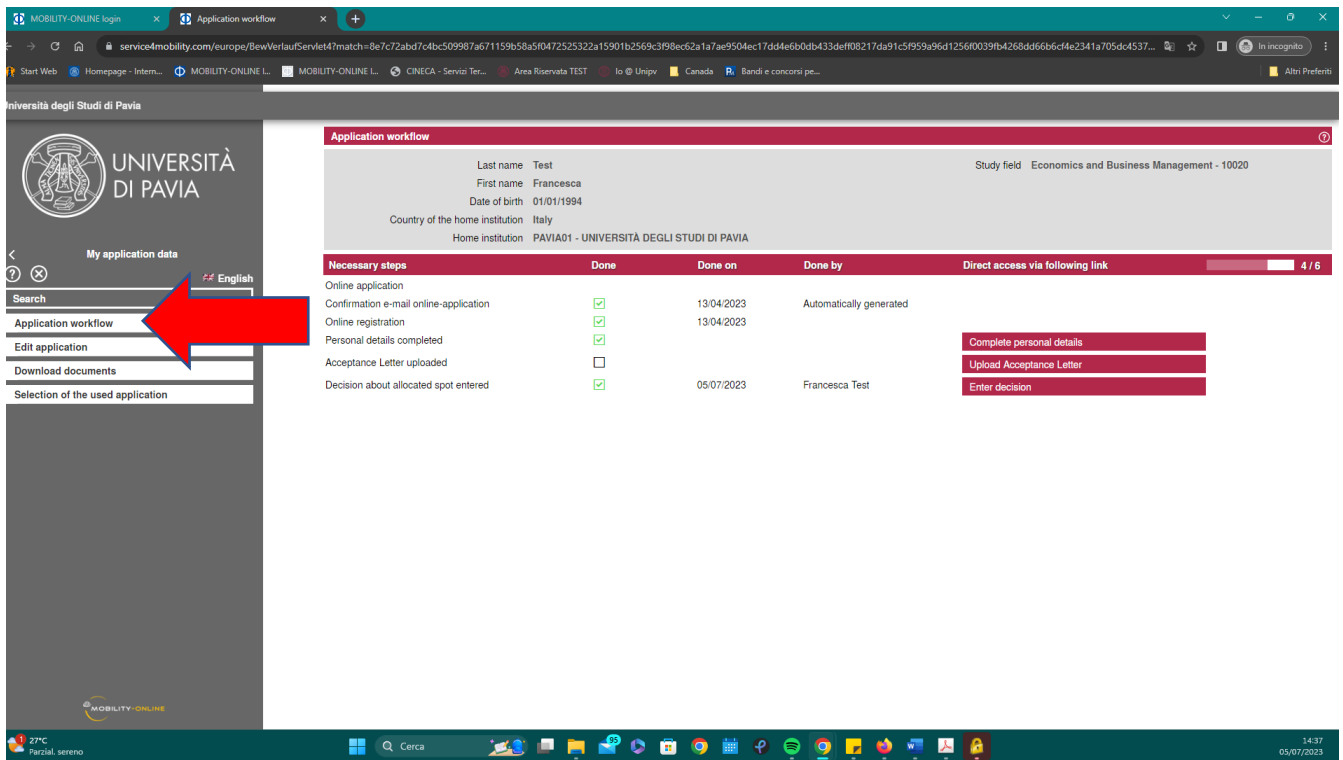 MOBILITY-ONLINE login
Application workflow
service4mobility.com/europe/BewVerlaufServlet4?match=8e7c72abd7c4bc509987a671159b58a5f0472525322a15901b2569c3f98ec62a1a7ae9504ec17dd4e6b0db433deff08217da91c5f959a96d1256f0039fb4268dd66b6cf4e2341a705dc4537...
In incognito
Start Web
Homepage - Intern...
MOBILITY-ONLINE I...
MOBILITY-ONLINE I...
CINECA - Servizi Ter...
Area Riservata TEST
Io @ Unipv
Canada
Bandi e concorsi pe...
Altri Preferiti
Università degli Studi di Pavia
UNIVERSITÀ
DI PAVIA
My application data
English
Search
Application workflow
Edit application
Download documents
Selection of the used application
MOBILITY-ONLINE
Application workflow
Last name Test
Study field Economics and Business Management - 10020
First name Francesca
Date of birth 01/01/1994
Country of the home institution Italy
Home institution PAVIA01 - UNIVERSITÀ DEGLI STUDI DI PAVIA
Necessary steps Done Done on Done by Direct access via following link 4 / 6
Online application
Confirmation e-mail online-application 13/04/2023 Automatically generated
Online registration 13/04/2023
Personal details completed Complete personal details
Acceptance Letter uploaded Upload Acceptance Letter
Decision about allocated spot entered 05/07/2023 Francesca Test Enter decision
1
27°C
Parzial. sereno
Cerca
95
14:37
05/07/2023